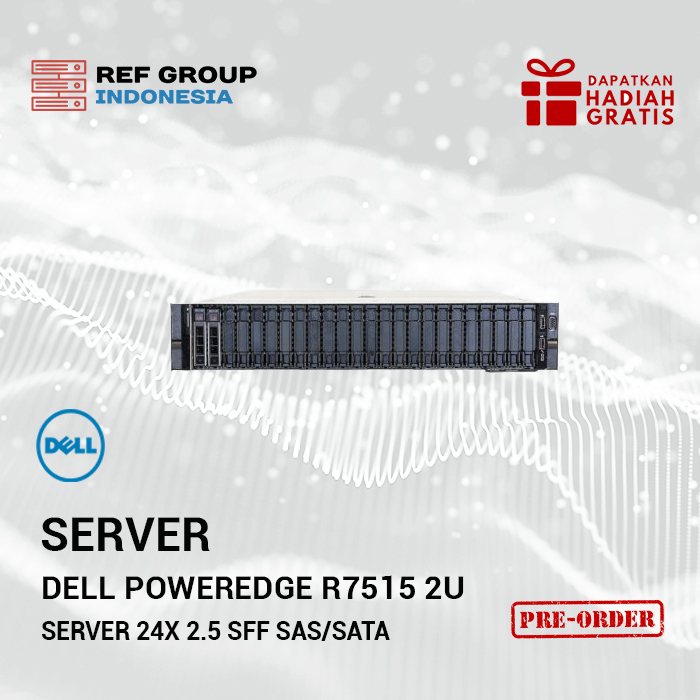 REF GROUP
INDONESIA
DAPATKAN
HADIAH
GRATIS
DELL
SERVER
DELL POWEREDGE R7515 2U
SERVER 24X 2.5 SFF SAS/SATA
PRE-ORDER